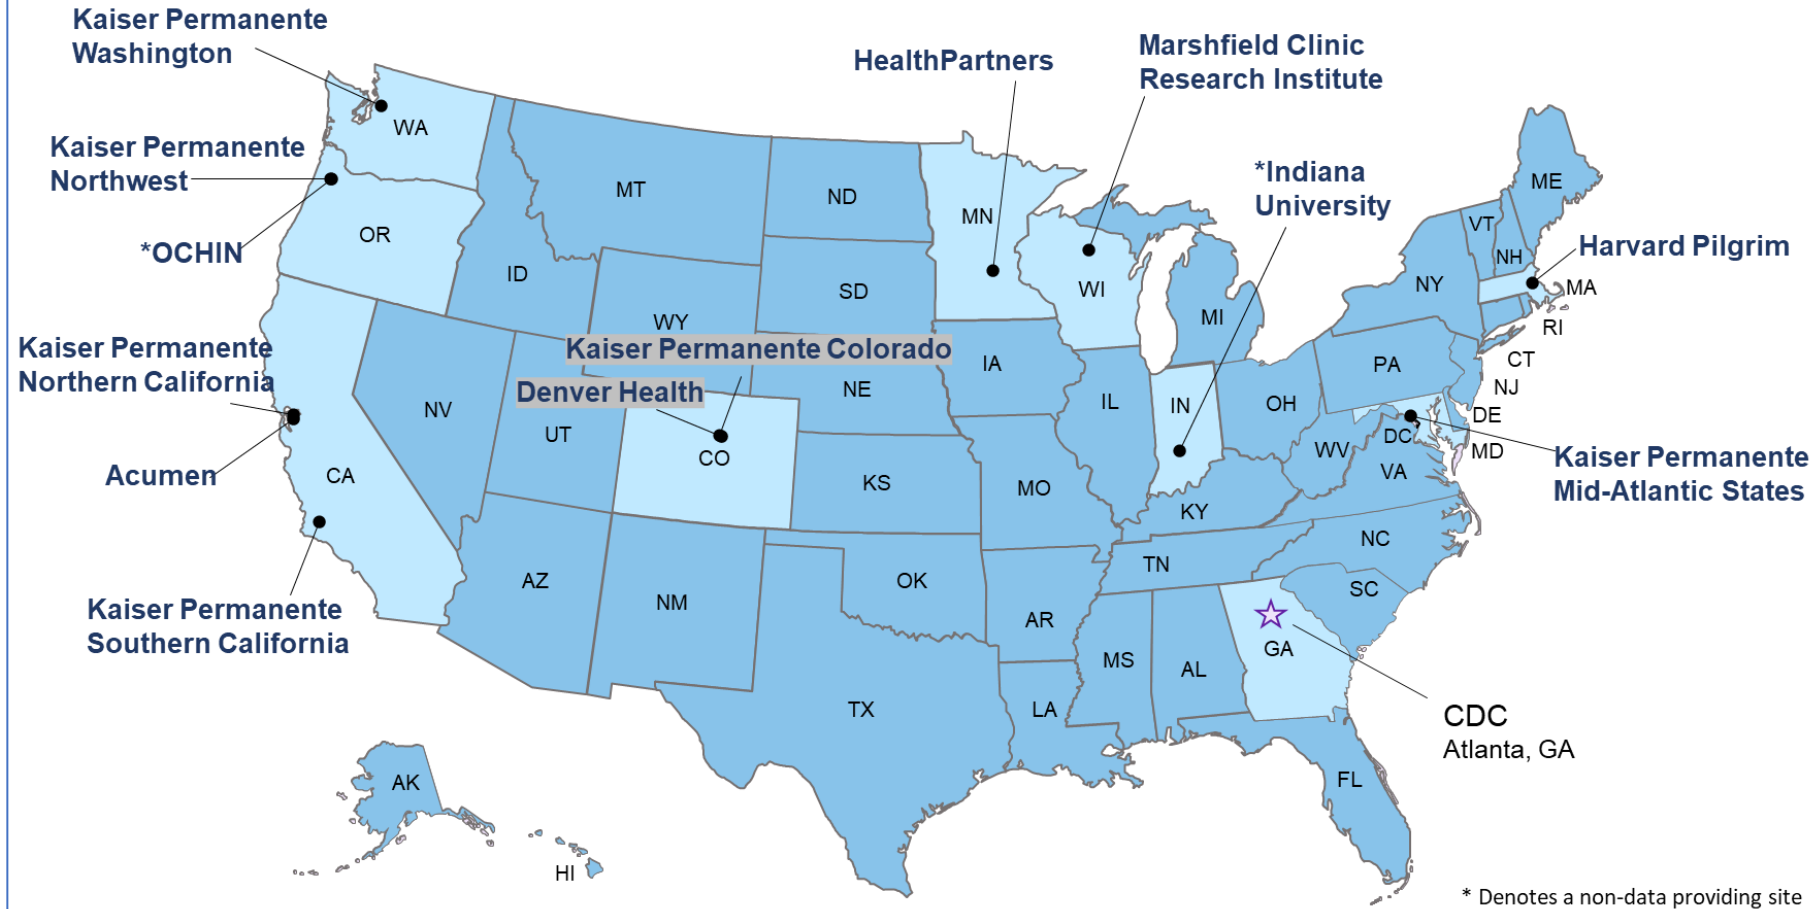 Kaiser Permanente
Washington
HealthPartners
Marshfield Clinic
Research Institute
Kaiser Permanente
Northwest
*Indiana
University
*OCHIN
Harvard Pilgrim
Kaiser Permanente
Northern California
Kaiser Permanente Colorado
Denver Health
Acumen
Kaiser Permanente
Mid-Atlantic States
Kaiser Permanente
Southern California
CDC
Atlanta, GA
WA
OR
MT
ID
ND
SD
MN
WI
MI
WY
NE
IA
IL
IN
OH
PA
NY
VT
NH
ME
MA
RI
CT
NJ
DE
MD
DC
WV
VA
NV
UT
CO
KS
MO
KY
CA
AZ
NM
OK
AR
TN
NC
SC
MS
AL
GA
LA
TX
FL
AK
HI
* Denotes a non-data providing site